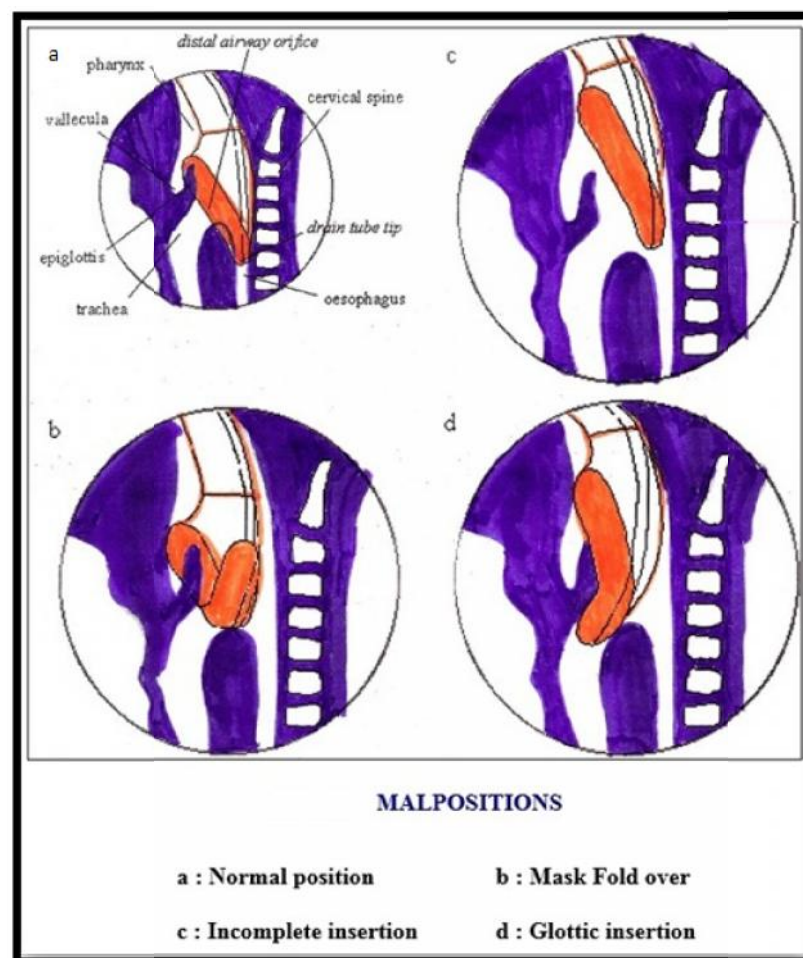 a
distal airway orifice
c
pharynx
cervical spine
vallecula
drain tube tip
epiglottis
oesophagus
trachea
b
d
MALPOSITIONS
a : Normal position
b : Mask Fold over
c : Incomplete insertion
d : Glottic insertion